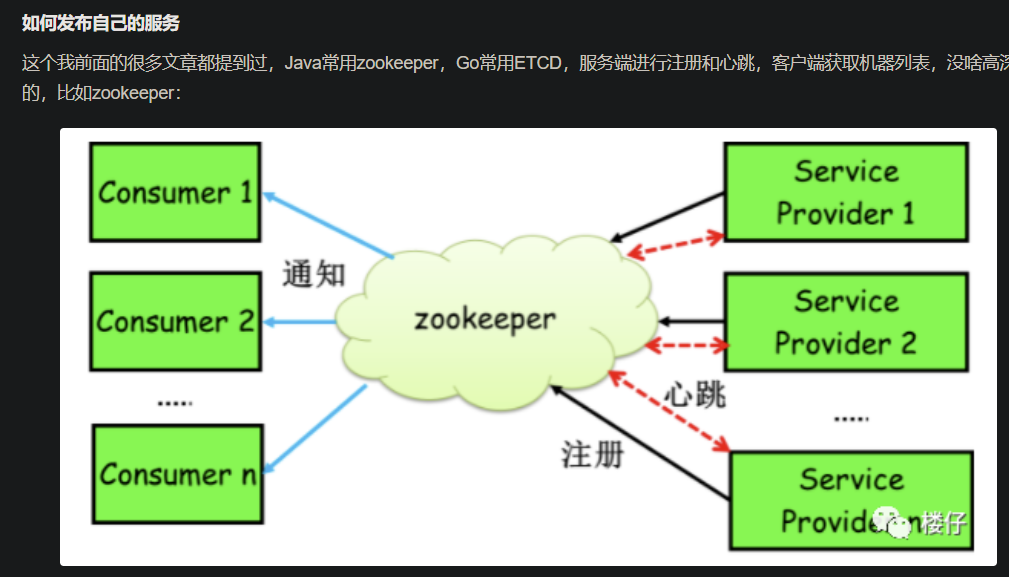 如何发布自己的服务
这个我前面的很多文章都提到过，Java常用zookeeper，Go常用ETCD，服务端进行注册和心跳，客户端获取机器列表，没啥高深
的，比如zookeeper：
Consumer 1
Service
Provider 1
通知
Consumer 2
zookeeper
Service
Provider 2
.....
心跳
.....
注册
Consumer n
Service
Provider n
楼仔